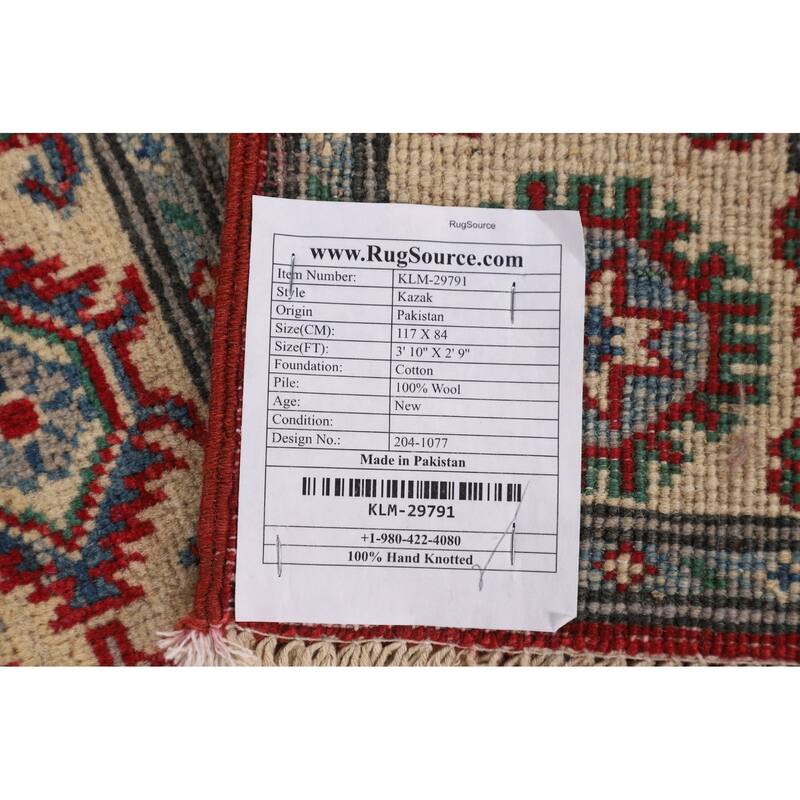 RugSource
www.RugSource.com
Item Number: KLM-29791
Style Kazak
Origin Pakistan
Size(CM): 117 X 84
Size(FT): 3' 10" X 2' 9"
Foundation: Cotton
Pile: 100% Wool
Age: New
Condition:
Design No.: 204-1077
Made in Pakistan
KLM-29791
+1-980-422-4080
100% Hand Knotted